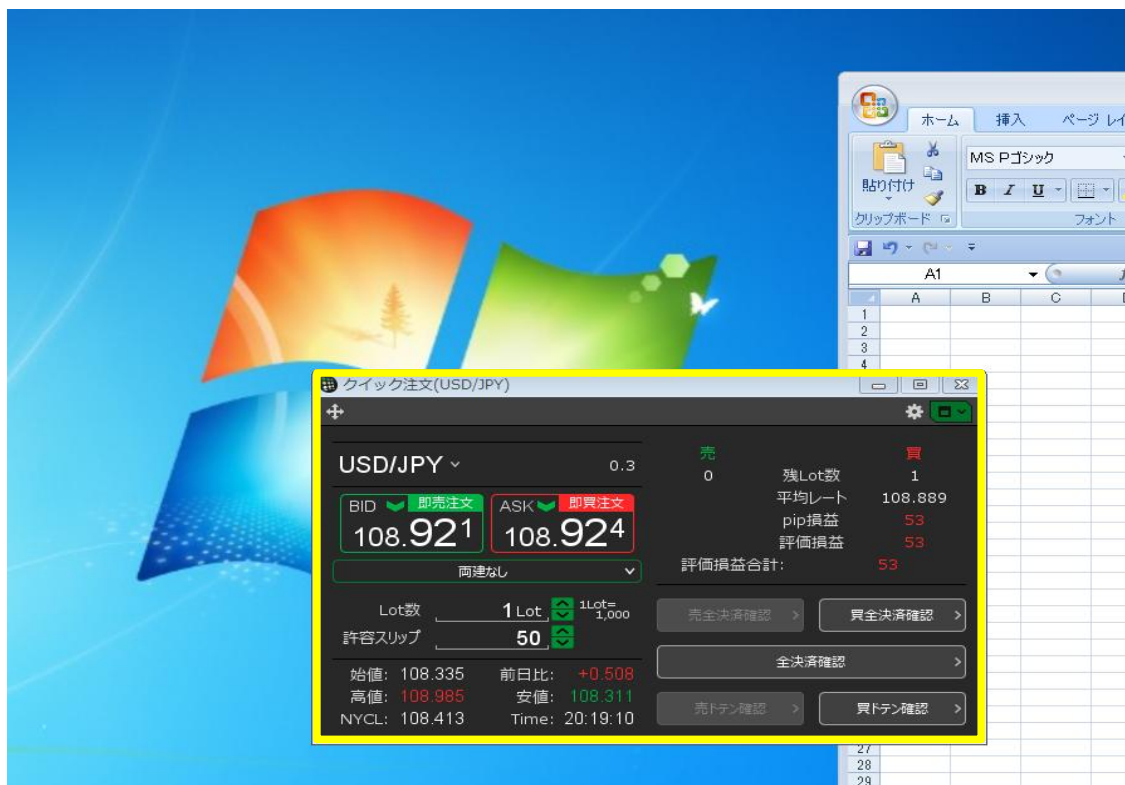 ホーム 挿入
MS Pゴシック
貼り付け
B I U
クリップボード フォント
A1
A B C
1
2
3
4
クイック注文(USD/JPY)
USD/JPY 0.3
BID 即売注文 ASK 即買注文
108.921 108.924
両建なし
Lot数 1 Lot 1Lot=
1,000
許容スリップ 50
始値: 108.335 前日比: +0.508
高値: 108.985 安値: 108.311
NYCL: 108.413 Time: 20:19:10
売 買
0 残Lot数 1
平均レート 108.889
pip損益 53
評価損益 53
評価損益合計: 53
売全決済確認 買全決済確認
全決済確認
売ドテン確認 買ドテン確認
27
28
29